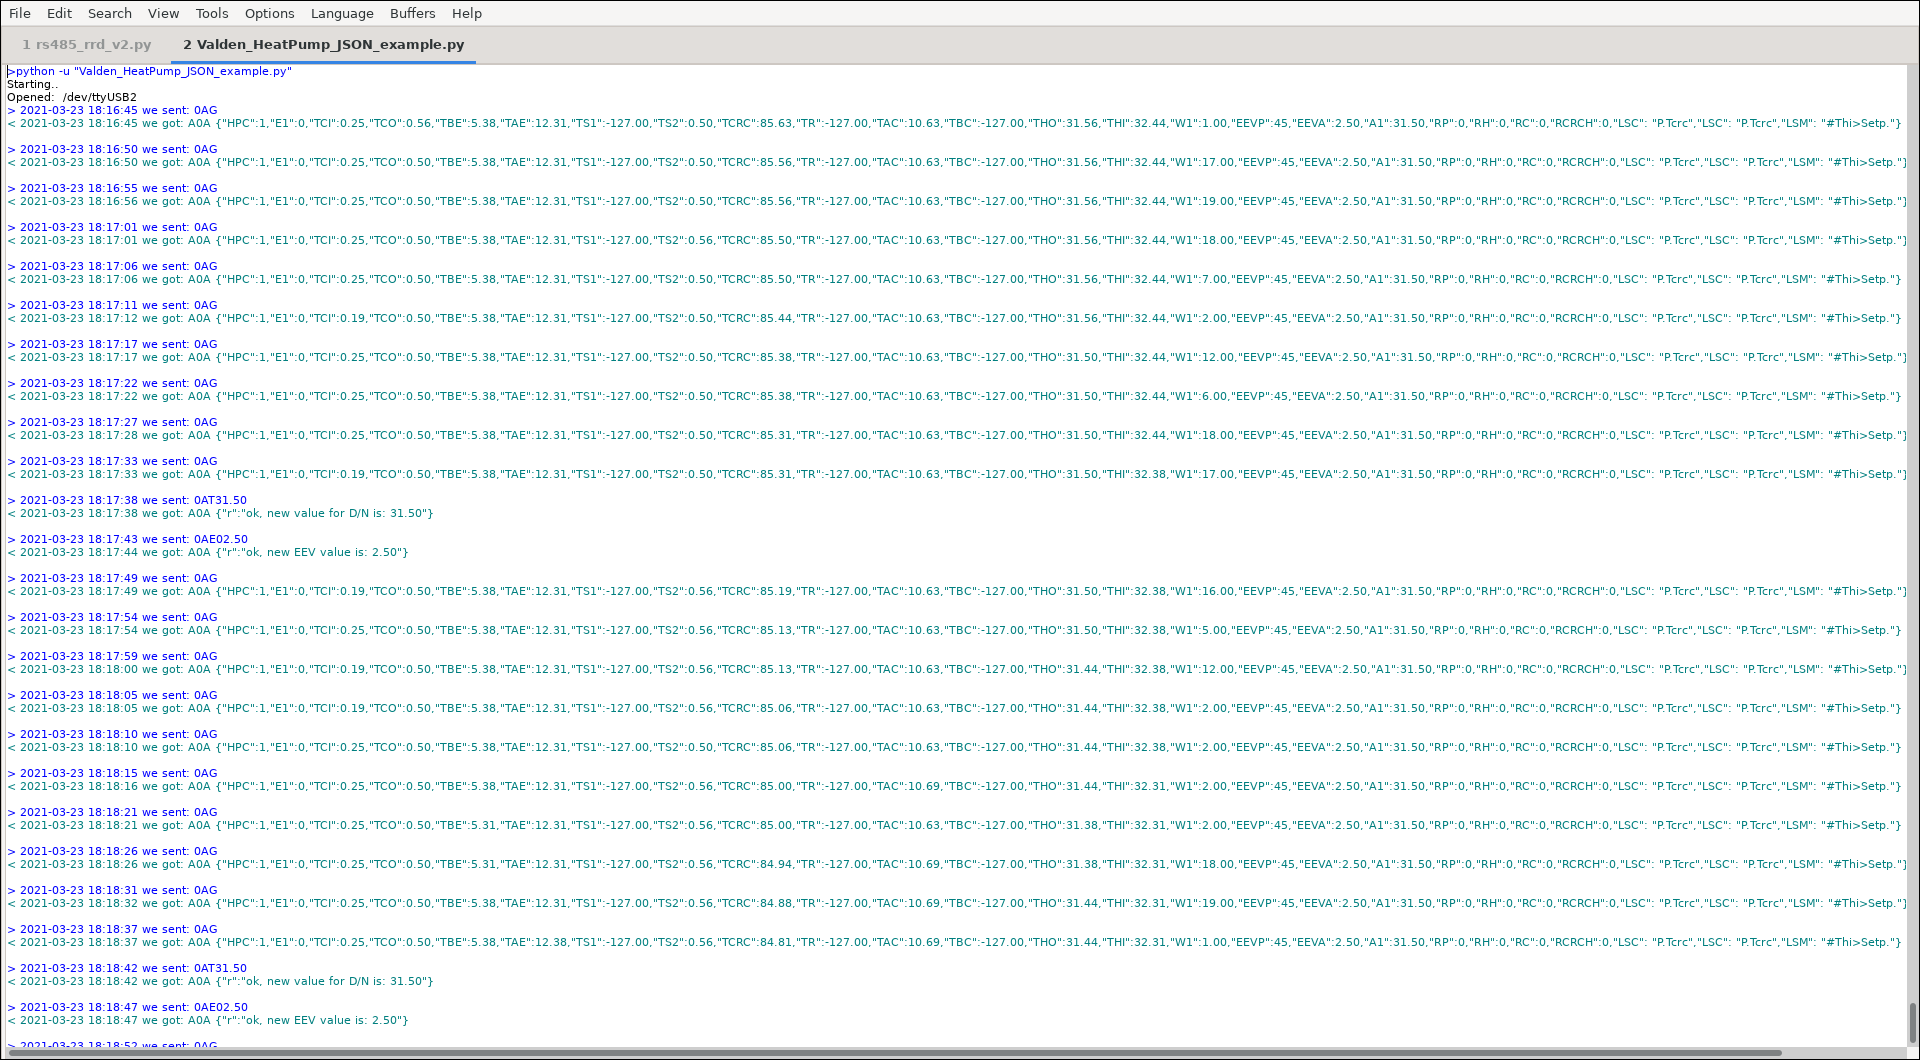 File Edit Search View Tools Options Language Buffers Help
1 rs485_rrd_v2.py 2 Valden_HeatPump_JSON_example.py
>python -u "Valden_HeatPump_JSON_example.py"
Starting..
Opened: /dev/ttyUSB2
> 2021-03-23 18:16:45 we sent: 0AG
< 2021-03-23 18:16:45 we got: A0A {"HPC":1,"E1":0,"TCI":0.25,"TCO":0.56,"TBE":5.38,"TAE":12.31,"TS1":-127.00,"TS2":0.50,"TCRC":85.63,"TR":-127.00,"TAC":10.63,"TBC":-127.00,"THO":31.56,"THI":32.44,"W1":1.00,"EEVP":45,"EEVA":2.50,"A1":31.50,"RP":0,"RH":0,"RC":0,"RCRCH":0,"LSC": "P.Tcrc","LSC": "P.Tcrc","LSM": "#Thi>Setp."}
> 2021-03-23 18:16:50 we sent: 0AG
< 2021-03-23 18:16:50 we got: A0A {"HPC":1,"E1":0,"TCI":0.25,"TCO":0.50,"TBE":5.38,"TAE":12.31,"TS1":-127.00,"TS2":0.50,"TCRC":85.56,"TR":-127.00,"TAC":10.63,"TBC":-127.00,"THO":31.56,"THI":32.44,"W1":17.00,"EEVP":45,"EEVA":2.50,"A1":31.50,"RP":0,"RH":0,"RC":0,"RCRCH":0,"LSC": "P.Tcrc","LSC": "P.Tcrc","LSM": "#Thi>Setp."}
> 2021-03-23 18:16:55 we sent: 0AG
< 2021-03-23 18:16:56 we got: A0A {"HPC":1,"E1":0,"TCI":0.25,"TCO":0.50,"TBE":5.38,"TAE":12.31,"TS1":-127.00,"TS2":0.50,"TCRC":85.56,"TR":-127.00,"TAC":10.63,"TBC":-127.00,"THO":31.56,"THI":32.44,"W1":19.00,"EEVP":45,"EEVA":2.50,"A1":31.50,"RP":0,"RH":0,"RC":0,"RCRCH":0,"LSC": "P.Tcrc","LSC": "P.Tcrc","LSM": "#Thi>Setp."}
> 2021-03-23 18:17:01 we sent: 0AG
< 2021-03-23 18:17:01 we got: A0A {"HPC":1,"E1":0,"TCI":0.25,"TCO":0.50,"TBE":5.38,"TAE":12.31,"TS1":-127.00,"TS2":0.56,"TCRC":85.50,"TR":-127.00,"TAC":10.63,"TBC":-127.00,"THO":31.56,"THI":32.44,"W1":18.00,"EEVP":45,"EEVA":2.50,"A1":31.50,"RP":0,"RH":0,"RC":0,"RCRCH":0,"LSC": "P.Tcrc","LSC": "P.Tcrc","LSM": "#Thi>Setp."}
> 2021-03-23 18:17:06 we sent: 0AG
< 2021-03-23 18:17:06 we got: A0A {"HPC":1,"E1":0,"TCI":0.25,"TCO":0.50,"TBE":5.38,"TAE":12.31,"TS1":-127.00,"TS2":0.50,"TCRC":85.50,"TR":-127.00,"TAC":10.63,"TBC":-127.00,"THO":31.56,"THI":32.44,"W1":7.00,"EEVP":45,"EEVA":2.50,"A1":31.50,"RP":0,"RH":0,"RC":0,"RCRCH":0,"LSC": "P.Tcrc","LSC": "P.Tcrc","LSM": "#Thi>Setp."}
> 2021-03-23 18:17:11 we sent: 0AG
< 2021-03-23 18:17:12 we got: A0A {"HPC":1,"E1":0,"TCI":0.19,"TCO":0.50,"TBE":5.38,"TAE":12.31,"TS1":-127.00,"TS2":0.50,"TCRC":85.44,"TR":-127.00,"TAC":10.63,"TBC":-127.00,"THO":31.56,"THI":32.44,"W1":2.00,"EEVP":45,"EEVA":2.50,"A1":31.50,"RP":0,"RH":0,"RC":0,"RCRCH":0,"LSC": "P.Tcrc","LSC": "P.Tcrc","LSM": "#Thi>Setp."}
> 2021-03-23 18:17:17 we sent: 0AG
< 2021-03-23 18:17:17 we got: A0A {"HPC":1,"E1":0,"TCI":0.25,"TCO":0.50,"TBE":5.38,"TAE":12.31,"TS1":-127.00,"TS2":0.50,"TCRC":85.38,"TR":-127.00,"TAC":10.63,"TBC":-127.00,"THO":31.50,"THI":32.44,"W1":12.00,"EEVP":45,"EEVA":2.50,"A1":31.50,"RP":0,"RH":0,"RC":0,"RCRCH":0,"LSC": "P.Tcrc","LSC": "P.Tcrc","LSM": "#Thi>Setp."}
> 2021-03-23 18:17:22 we sent: 0AG
< 2021-03-23 18:17:22 we got: A0A {"HPC":1,"E1":0,"TCI":0.25,"TCO":0.50,"TBE":5.38,"TAE":12.31,"TS1":-127.00,"TS2":0.50,"TCRC":85.38,"TR":-127.00,"TAC":10.63,"TBC":-127.00,"THO":31.50,"THI":32.44,"W1":6.00,"EEVP":45,"EEVA":2.50,"A1":31.50,"RP":0,"RH":0,"RC":0,"RCRCH":0,"LSC": "P.Tcrc","LSC": "P.Tcrc","LSM": "#Thi>Setp."}
> 2021-03-23 18:17:27 we sent: 0AG
< 2021-03-23 18:17:28 we got: A0A {"HPC":1,"E1":0,"TCI":0.25,"TCO":0.50,"TBE":5.38,"TAE":12.31,"TS1":-127.00,"TS2":0.50,"TCRC":85.31,"TR":-127.00,"TAC":10.63,"TBC":-127.00,"THO":31.50,"THI":32.44,"W1":18.00,"EEVP":45,"EEVA":2.50,"A1":31.50,"RP":0,"RH":0,"RC":0,"RCRCH":0,"LSC": "P.Tcrc","LSC": "P.Tcrc","LSM": "#Thi>Setp."}
> 2021-03-23 18:17:33 we sent: 0AG
< 2021-03-23 18:17:33 we got: A0A {"HPC":1,"E1":0,"TCI":0.19,"TCO":0.50,"TBE":5.38,"TAE":12.31,"TS1":-127.00,"TS2":0.50,"TCRC":85.31,"TR":-127.00,"TAC":10.63,"TBC":-127.00,"THO":31.50,"THI":32.38,"W1":17.00,"EEVP":45,"EEVA":2.50,"A1":31.50,"RP":0,"RH":0,"RC":0,"RCRCH":0,"LSC": "P.Tcrc","LSC": "P.Tcrc","LSM": "#Thi>Setp."}
> 2021-03-23 18:17:38 we sent: 0AT31.50
< 2021-03-23 18:17:38 we got: A0A {"r":"ok, new value for D/N is: 31.50"}
> 2021-03-23 18:17:43 we sent: 0AE02.50
< 2021-03-23 18:17:44 we got: A0A {"r":"ok, new EEV value is: 2.50"}
> 2021-03-23 18:17:49 we sent: 0AG
< 2021-03-23 18:17:49 we got: A0A {"HPC":1,"E1":0,"TCI":0.19,"TCO":0.50,"TBE":5.38,"TAE":12.31,"TS1":-127.00,"TS2":0.56,"TCRC":85.19,"TR":-127.00,"TAC":10.63,"TBC":-127.00,"THO":31.50,"THI":32.38,"W1":16.00,"EEVP":45,"EEVA":2.50,"A1":31.50,"RP":0,"RH":0,"RC":0,"RCRCH":0,"LSC": "P.Tcrc","LSC": "P.Tcrc","LSM": "#Thi>Setp."}
> 2021-03-23 18:17:54 we sent: 0AG
< 2021-03-23 18:17:54 we got: A0A {"HPC":1,"E1":0,"TCI":0.25,"TCO":0.50,"TBE":5.38,"TAE":12.31,"TS1":-127.00,"TS2":0.56,"TCRC":85.13,"TR":-127.00,"TAC":10.63,"TBC":-127.00,"THO":31.50,"THI":32.38,"W1":5.00,"EEVP":45,"EEVA":2.50,"A1":31.50,"RP":0,"RH":0,"RC":0,"RCRCH":0,"LSC": "P.Tcrc","LSC": "P.Tcrc","LSM": "#Thi>Setp."}
> 2021-03-23 18:17:59 we sent: 0AG
< 2021-03-23 18:18:00 we got: A0A {"HPC":1,"E1":0,"TCI":0.19,"TCO":0.50,"TBE":5.38,"TAE":12.31,"TS1":-127.00,"TS2":0.56,"TCRC":85.13,"TR":-127.00,"TAC":10.63,"TBC":-127.00,"THO":31.44,"THI":32.38,"W1":12.00,"EEVP":45,"EEVA":2.50,"A1":31.50,"RP":0,"RH":0,"RC":0,"RCRCH":0,"LSC": "P.Tcrc","LSC": "P.Tcrc","LSM": "#Thi>Setp."}
> 2021-03-23 18:18:05 we sent: 0AG
< 2021-03-23 18:18:05 we got: A0A {"HPC":1,"E1":0,"TCI":0.19,"TCO":0.50,"TBE":5.38,"TAE":12.31,"TS1":-127.00,"TS2":0.56,"TCRC":85.06,"TR":-127.00,"TAC":10.63,"TBC":-127.00,"THO":31.44,"THI":32.38,"W1":2.00,"EEVP":45,"EEVA":2.50,"A1":31.50,"RP":0,"RH":0,"RC":0,"RCRCH":0,"LSC": "P.Tcrc","LSC": "P.Tcrc","LSM": "#Thi>Setp."}
> 2021-03-23 18:18:10 we sent: 0AG
< 2021-03-23 18:18:10 we got: A0A {"HPC":1,"E1":0,"TCI":0.25,"TCO":0.50,"TBE":5.38,"TAE":12.31,"TS1":-127.00,"TS2":0.50,"TCRC":85.06,"TR":-127.00,"TAC":10.63,"TBC":-127.00,"THO":31.44,"THI":32.38,"W1":2.00,"EEVP":45,"EEVA":2.50,"A1":31.50,"RP":0,"RH":0,"RC":0,"RCRCH":0,"LSC": "P.Tcrc","LSC": "P.Tcrc","LSM": "#Thi>Setp."}
> 2021-03-23 18:18:15 we sent: 0AG
< 2021-03-23 18:18:16 we got: A0A {"HPC":1,"E1":0,"TCI":0.25,"TCO":0.50,"TBE":5.38,"TAE":12.31,"TS1":-127.00,"TS2":0.56,"TCRC":85.00,"TR":-127.00,"TAC":10.69,"TBC":-127.00,"THO":31.44,"THI":32.31,"W1":2.00,"EEVP":45,"EEVA":2.50,"A1":31.50,"RP":0,"RH":0,"RC":0,"RCRCH":0,"LSC": "P.Tcrc","LSC": "P.Tcrc","LSM": "#Thi>Setp."}
> 2021-03-23 18:18:21 we sent: 0AG
< 2021-03-23 18:18:21 we got: A0A {"HPC":1,"E1":0,"TCI":0.25,"TCO":0.50,"TBE":5.31,"TAE":12.31,"TS1":-127.00,"TS2":0.56,"TCRC":85.00,"TR":-127.00,"TAC":10.63,"TBC":-127.00,"THO":31.38,"THI":32.31,"W1":2.00,"EEVP":45,"EEVA":2.50,"A1":31.50,"RP":0,"RH":0,"RC":0,"RCRCH":0,"LSC": "P.Tcrc","LSC": "P.Tcrc","LSM": "#Thi>Setp."}
> 2021-03-23 18:18:26 we sent: 0AG
< 2021-03-23 18:18:26 we got: A0A {"HPC":1,"E1":0,"TCI":0.25,"TCO":0.50,"TBE":5.31,"TAE":12.31,"TS1":-127.00,"TS2":0.56,"TCRC":84.94,"TR":-127.00,"TAC":10.69,"TBC":-127.00,"THO":31.38,"THI":32.31,"W1":18.00,"EEVP":45,"EEVA":2.50,"A1":31.50,"RP":0,"RH":0,"RC":0,"RCRCH":0,"LSC": "P.Tcrc","LSC": "P.Tcrc","LSM": "#Thi>Setp."}
> 2021-03-23 18:18:31 we sent: 0AG
< 2021-03-23 18:18:32 we got: A0A {"HPC":1,"E1":0,"TCI":0.25,"TCO":0.50,"TBE":5.38,"TAE":12.31,"TS1":-127.00,"TS2":0.56,"TCRC":84.88,"TR":-127.00,"TAC":10.69,"TBC":-127.00,"THO":31.44,"THI":32.31,"W1":19.00,"EEVP":45,"EEVA":2.50,"A1":31.50,"RP":0,"RH":0,"RC":0,"RCRCH":0,"LSC": "P.Tcrc","LSC": "P.Tcrc","LSM": "#Thi>Setp."}
> 2021-03-23 18:18:37 we sent: 0AG
< 2021-03-23 18:18:37 we got: A0A {"HPC":1,"E1":0,"TCI":0.25,"TCO":0.50,"TBE":5.38,"TAE":12.38,"TS1":-127.00,"TS2":0.56,"TCRC":84.81,"TR":-127.00,"TAC":10.69,"TBC":-127.00,"THO":31.44,"THI":32.31,"W1":1.00,"EEVP":45,"EEVA":2.50,"A1":31.50,"RP":0,"RH":0,"RC":0,"RCRCH":0,"LSC": "P.Tcrc","LSC": "P.Tcrc","LSM": "#Thi>Setp."}
> 2021-03-23 18:18:42 we sent: 0AT31.50
< 2021-03-23 18:18:42 we got: A0A {"r":"ok, new value for D/N is: 31.50"}
> 2021-03-23 18:18:47 we sent: 0AE02.50
< 2021-03-23 18:18:47 we got: A0A {"r":"ok, new EEV value is: 2.50"}
> 2021-03-23 18:18:52 we sent: 0AG